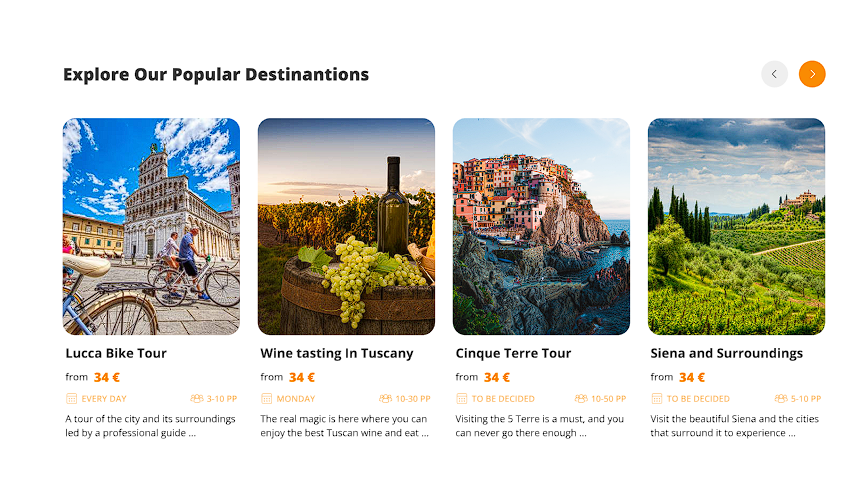 Explore Our Popular Destinantions
Lucca Bike Tour
from 34 €
EVERY DAY 3-10 PP
A tour of the city and its surroundings
led by a professional guide ...
Wine tasting In Tuscany
from 34 €
MONDAY 10-30 PP
The real magic is here where you can
enjoy the best Tuscan wine and eat ...
Cinque Terre Tour
from 34 €
TO BE DECIDED 10-50 PP
Visiting the 5 Terre is a must, and you
can never go there enough ...
Siena and Surroundings
from 34 €
TO BE DECIDED 5-10 PP
Visit the beautiful Siena and the cities
that surround it to experience ...